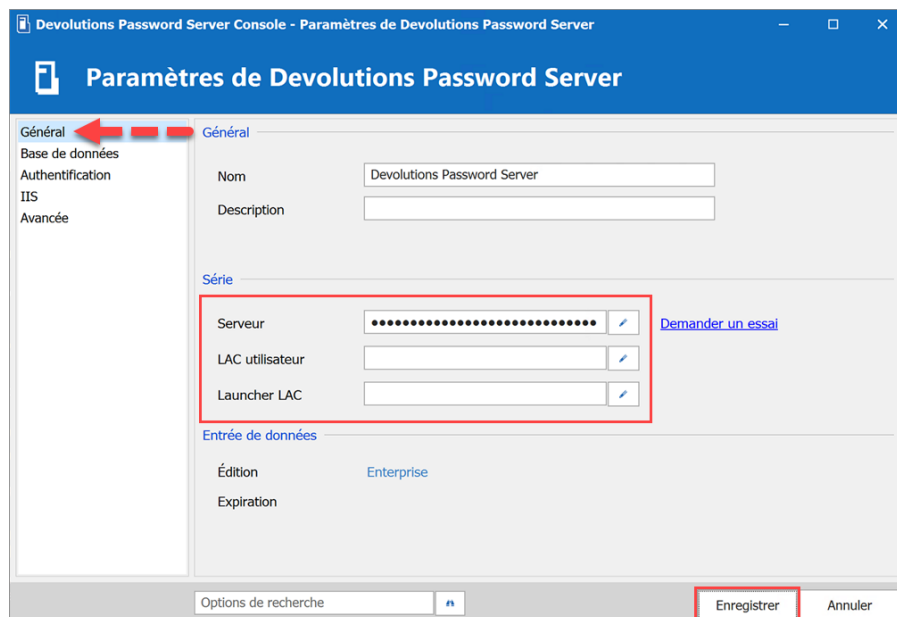 Devolutions Password Server Console - Paramètres de Devolutions Password Server
Paramètres de Devolutions Password Server
Général
Base de données
Authentification
IIS
Avancée
Général
Nom
Devolutions Password Server
Description
Série
Serveur
●●●●●●●●●●●●●●●●●●●●●●●●●●●●●
Demander un essai
LAC utilisateur
Launcher LAC
Entrée de données
Édition
Enterprise
Expiration
Options de recherche
Enregistrer
Annuler